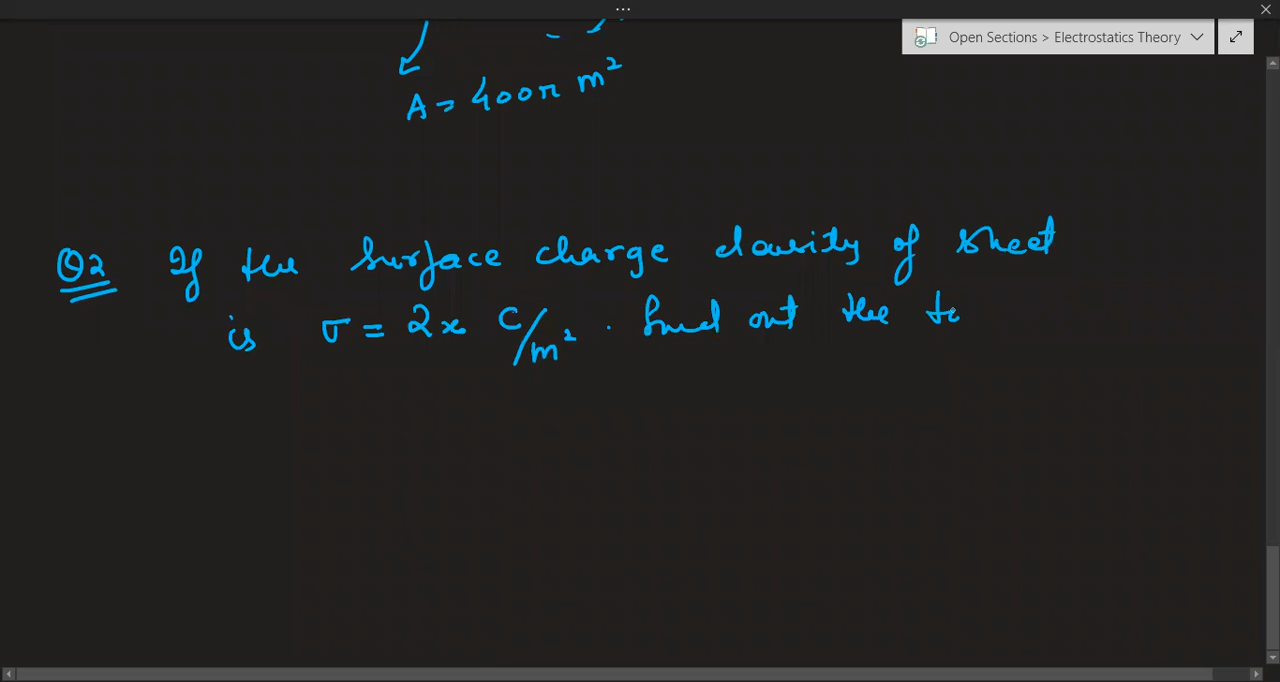 ...
Open Sections > Electrostatics Theory
A = 400π m²
Q2 If the surface charge density of sheet
is σ = 2x C/m² . find out the to